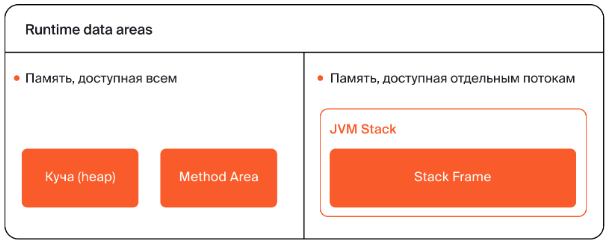 Runtime data areas
Память, доступная всем
Куча (heap)
Method Area
Память, доступная отдельным потокам
JVM Stack
Stack Frame